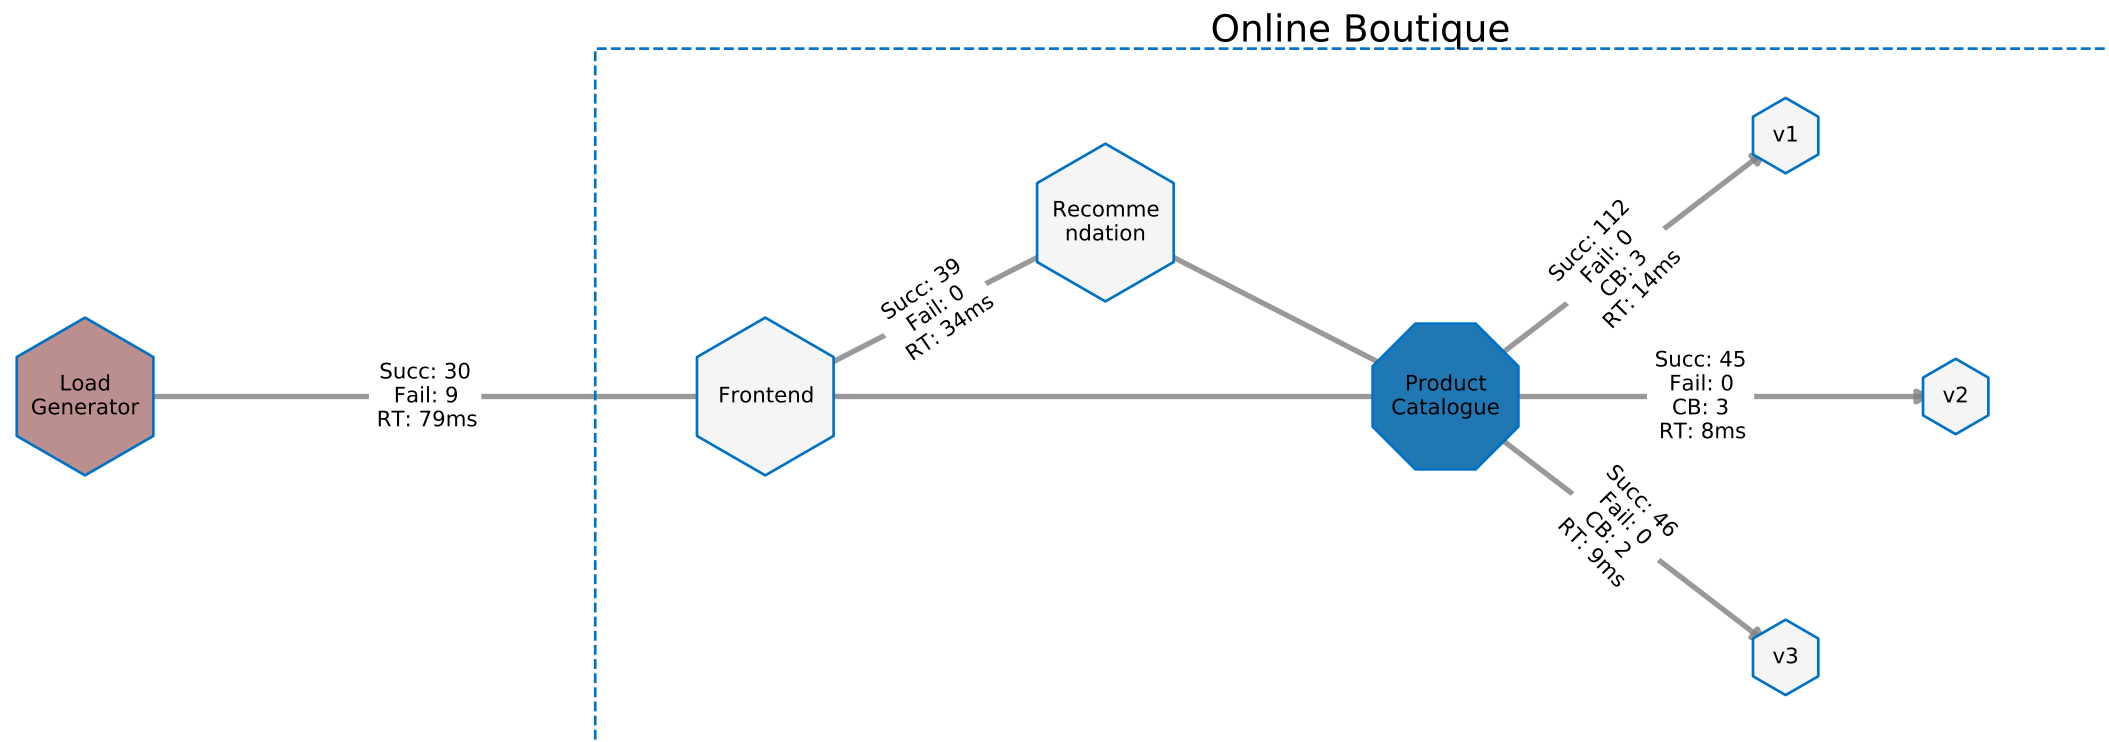 Online Boutique
v1
Recomme
ndation
Succ: 112
Fail: 0
CB: 3
RT: 14ms
Succ: 39
Fail: 0
RT: 34ms
Load
Generator
Succ: 30
Fail: 9
RT: 79ms
Frontend
Product
Catalogue
Succ: 45
Fail: 0
CB: 3
RT: 8ms
v2
Succ: 46
Fail: 0
CB: 2
RT: 9ms
v3